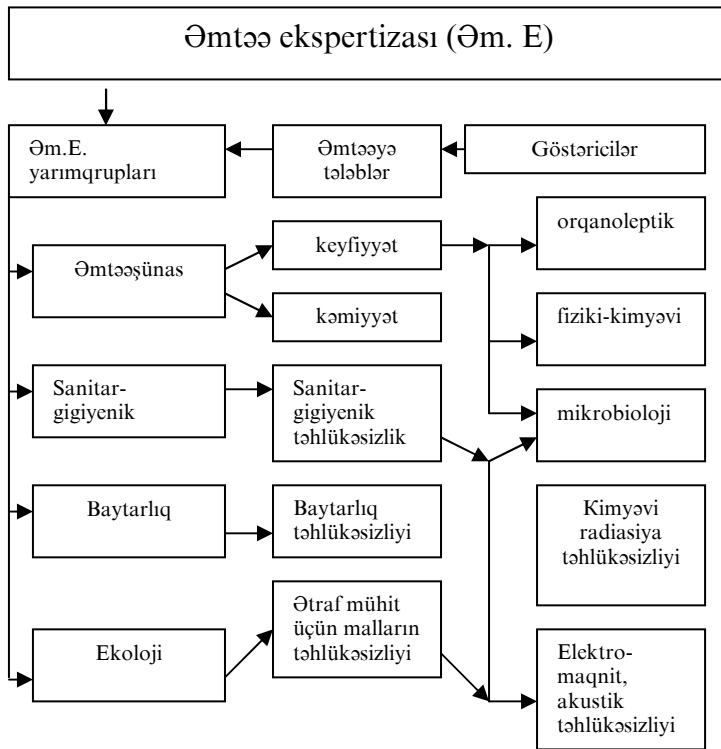 Əmtəə ekspertizası (Əm. E)
Əm.E.
yarımqrupları
Əmtəəyə
tələblər
Göstəricilər
Əmtəəşünas
keyfiyyət
kəmiyyət
orqanoleptik
fiziki-kimyəvi
mikrobioloji
Sanitar-
gigiyenik
Sanitar-
gigiyenik
təhlükəsizlik
Baytarlıq
Baytarlıq
təhlükəsizliyi
Kimyəvi
radiasiya
təhlükəsizliyi
Ekoloji
Ətraf mühit
üçün malların
təhlükəsizliyi
Elektro-
maqnit,
akustik
təhlükəsizliyi